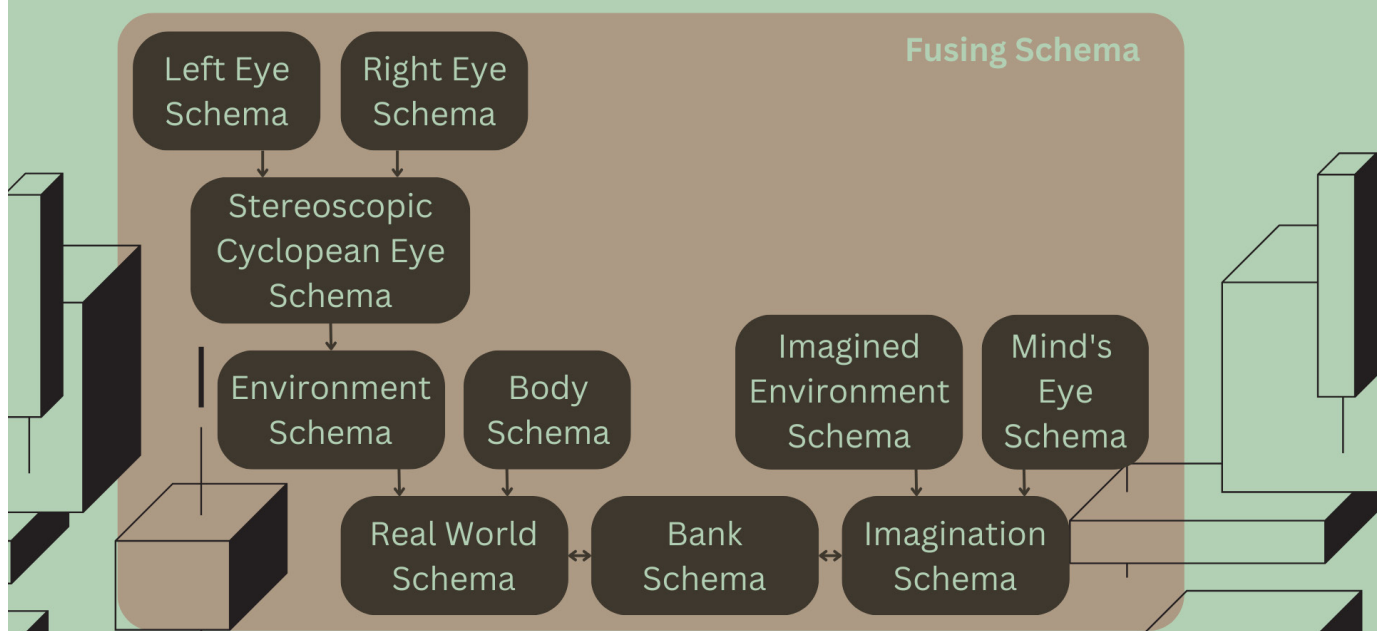 Fusing Schema
Left Eye
Schema
Right Eye
Schema
Stereoscopic
Cyclopean Eye
Schema
Environment
Schema
Body
Schema
Imagined
Environment
Schema
Mind's
Eye
Schema
Real World
Schema
Bank
Schema
Imagination
Schema